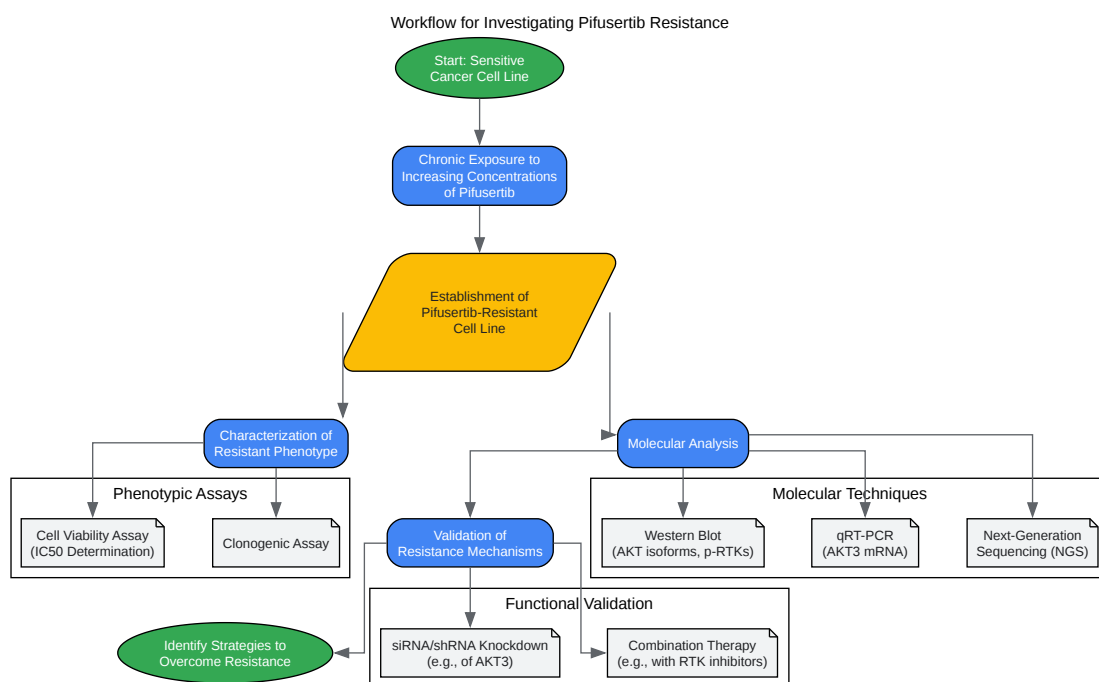 Workflow for Investigating Pifusertib Resistance
Start: Sensitive
Cancer Cell Line
Chronic Exposure to
Increasing Concentrations
of Pifusertib
Establishment of
Pifusertib-Resistant
Cell Line
Characterization of
Resistant Phenotype
Molecular Analysis
Phenotypic Assays
Cell Viability Assay
(IC50 Determination)
Clonogenic Assay
Validation of
Resistance Mechanisms
Molecular Techniques
Western Blot
(AKT isoforms, p-RTKs)
qRT-PCR
(AKT3 mRNA)
Next-Generation
Sequencing (NGS)
Functional Validation
Identify Strategies to
Overcome Resistance
siRNA/shRNA Knockdown
(e.g., of AKT3)
Combination Therapy
(e.g., with RTK inhibitors)